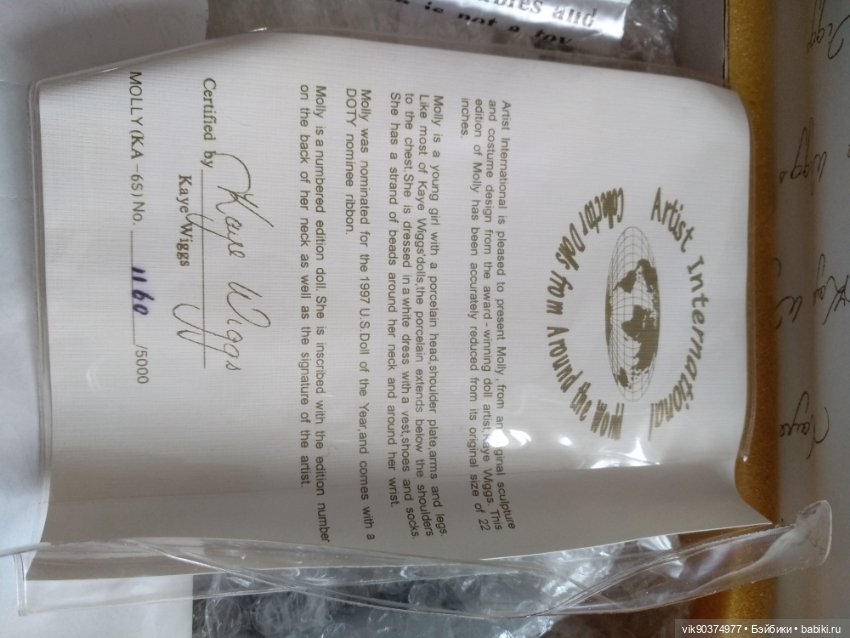 Artist International
Collector Dolls from Around the World
Artist International is pleased to present Molly, from an original sculpture
and costume design from the award - winning doll artist, Kaye Wiggs. This
edition of Molly has been accurately reduced from its original size of 22
inches.
Molly is a young girl with a porcelain head,shoulder plate,arms and legs.
Like most of Kaye Wiggs'dolls,the porcelain extends below the shoulders
to the chest.She is dressed in a white dress with a vest,shoes and socks.
She has a strand of beads around her neck and around her wrist.
Molly was nominated for the 1997 U.S.Doll of the Year,and comes with a
DOTY nominee ribbon.
Molly is a numbered edition doll. She is inscribed with the edition number
on the back of her neck as well as the signature of the artist.
Certified by Kaye Wiggs
Kaye Wiggs
MOLLY (KA -6S) No. 1160 /5000
and
is not a toy
Wiggs
Kaye
vik90374977 • Бэйбики • babiki.ru